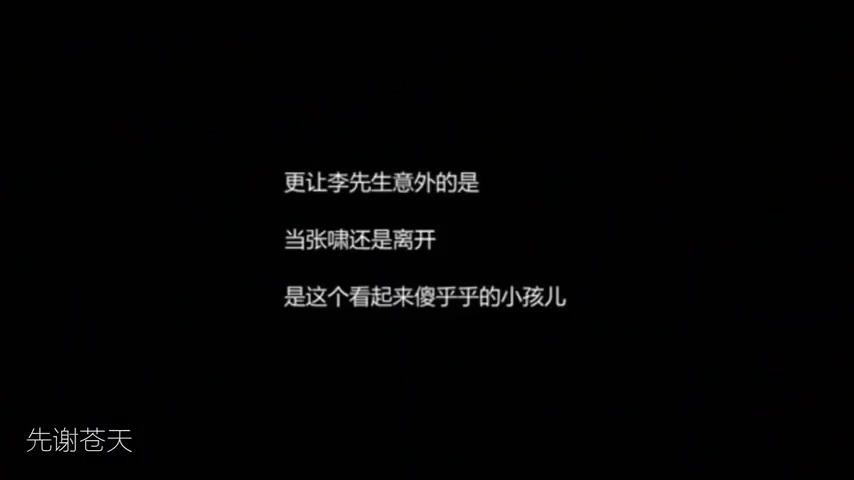 更让李先生意外的是
当张啸还是离开
是这个看起来傻乎乎的小孩儿
先谢苍天